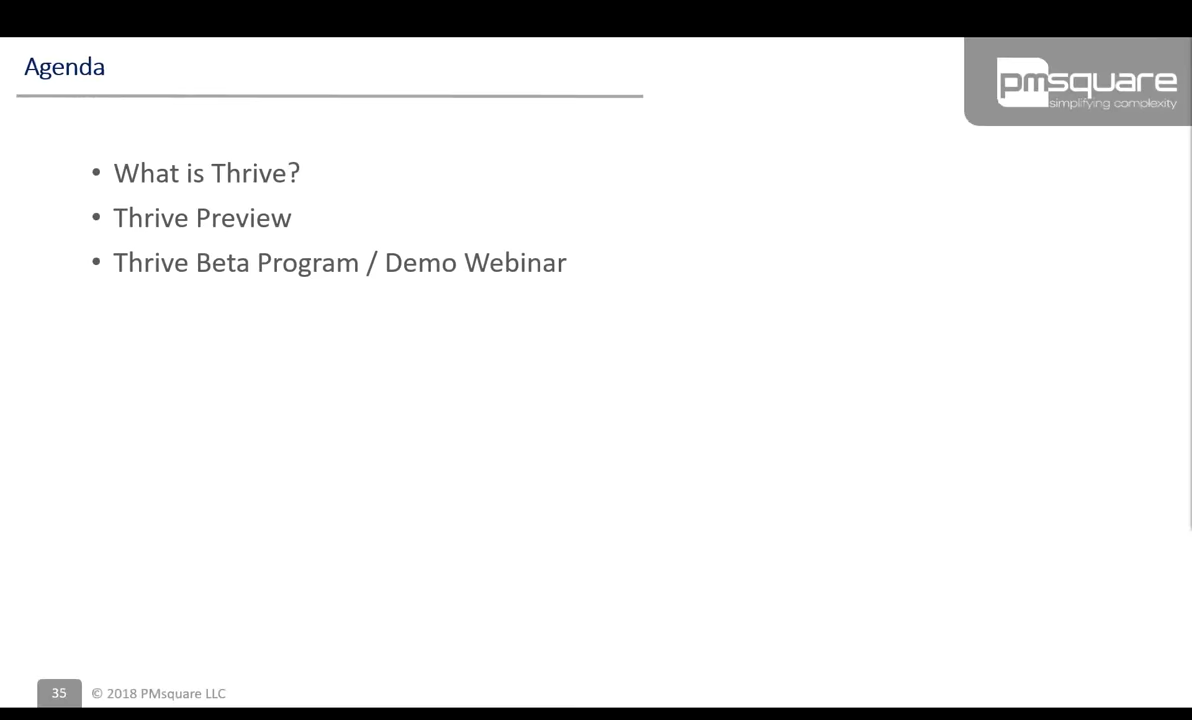 Agenda
pmsquare
simplifying complexity
• What is Thrive?
• Thrive Preview
• Thrive Beta Program / Demo Webinar
35
© 2018 PMsquare LLC